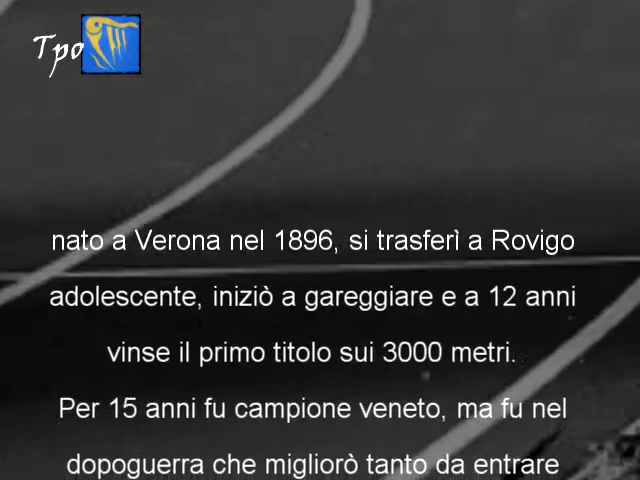 Tpo
nato a Verona nel 1896, si trasferì a Rovigo
adolescente, iniziò a gareggiare e a 12 anni
vinse il primo titolo sui 3000 metri.
Per 15 anni fu campione veneto, ma fu nel
dopoguerra che migliorò tanto da entrare